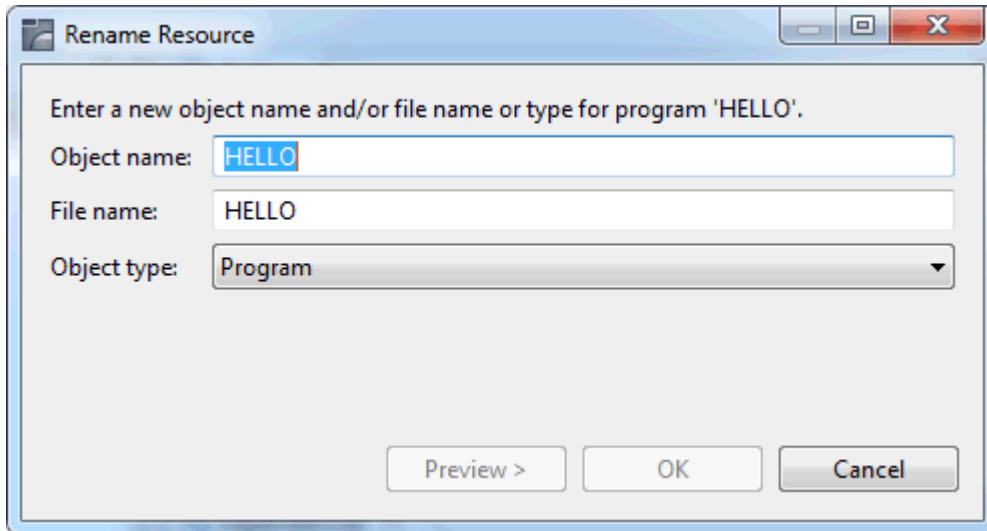 Rename Resource
Enter a new object name and/or file name or type for program 'HELLO'.
Object name: HELLO
File name: HELLO
Object type: Program
Preview > OK Cancel